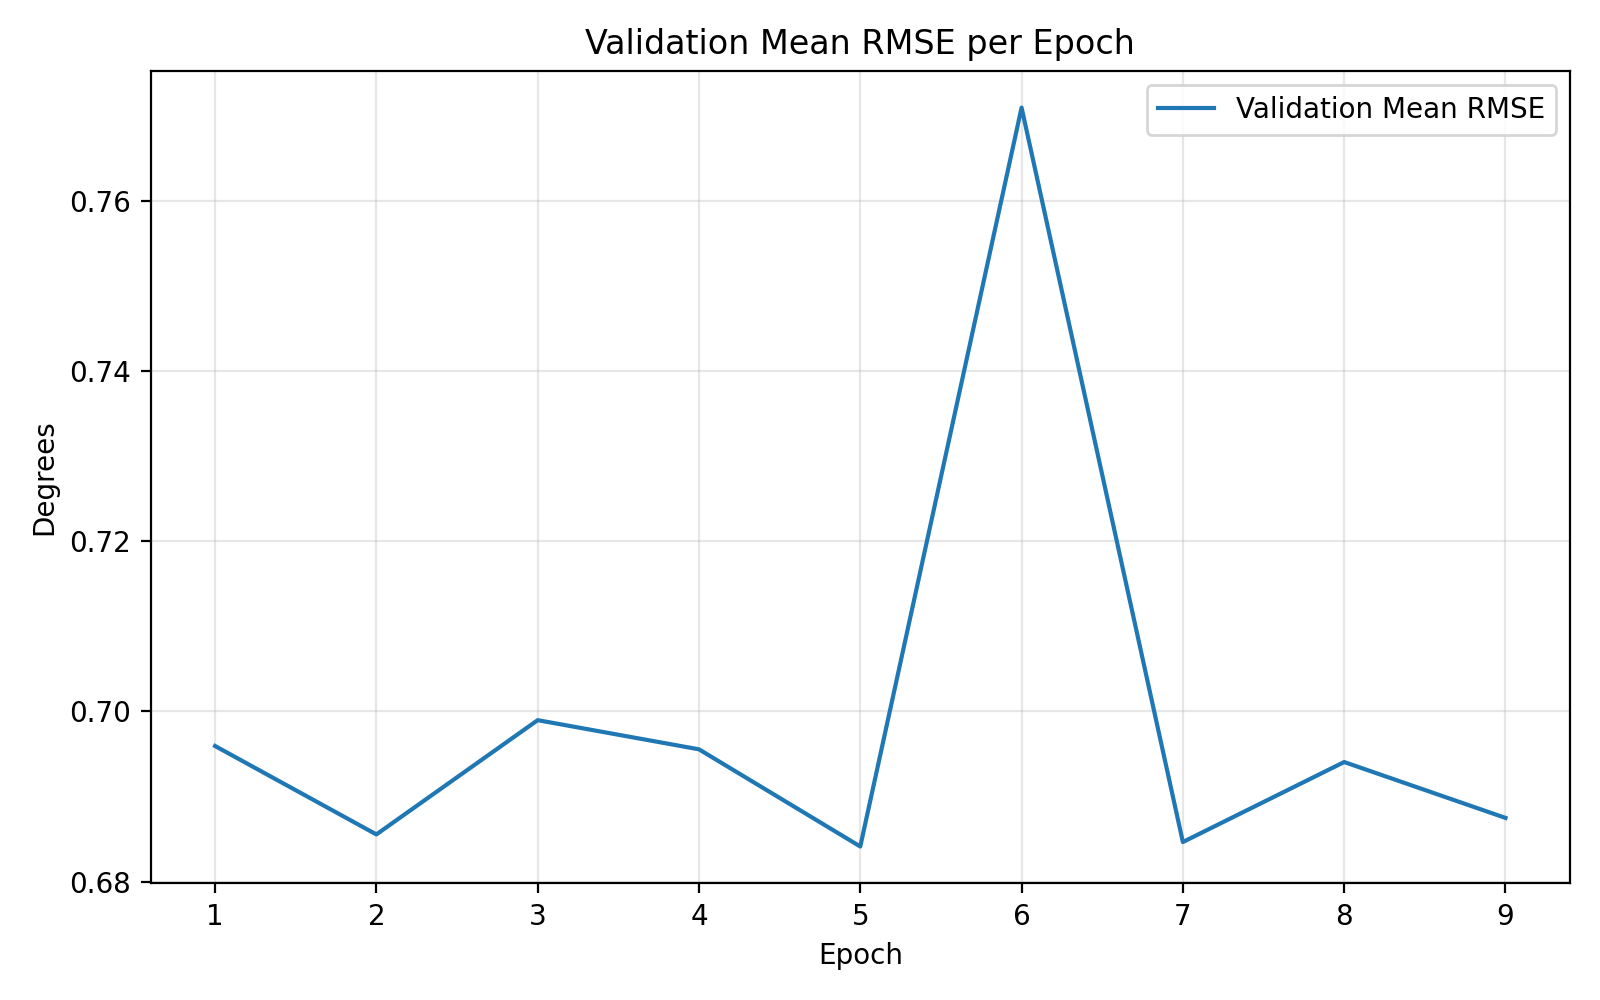 Validation Mean RMSE per Epoch
Validation Mean RMSE
0.76
0.74
0.72
0.70
0.68
Degrees
1 2 3 4 5 6 7 8 9
Epoch